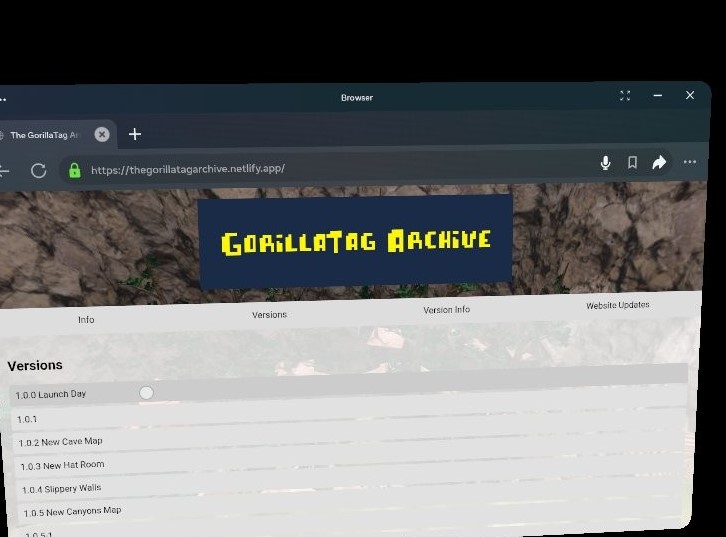 Browser
The GorillaTag Ar
https://thegorillatagarchive.netlify.app/
GorillaTag Archive
Info Versions Version Info Website Updates
Versions
1.0.0 Launch Day
1.0.1
1.0.2 New Cave Map
1.0.3 New Hat Room
1.0.4 Slippery Walls
1.0.5 New Canyons Map
1.0.5.1